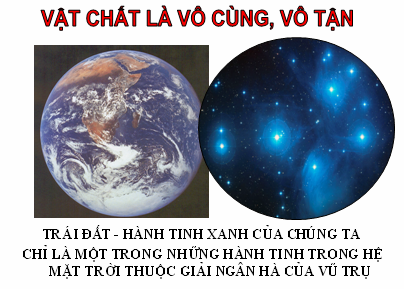 VẬT CHẤT LÀ VÔ CÙNG, VÔ TẬN
TRÁI ĐẤT - HÀNH TINH XANH CỦA CHÚNG TA
CHỈ LÀ MỘT TRONG NHỮNG HÀNH TINH TRONG HỆ
MẶT TRỜI THUỘC GIẢI NGÂN HÀ CỦA VŨ TRỤ